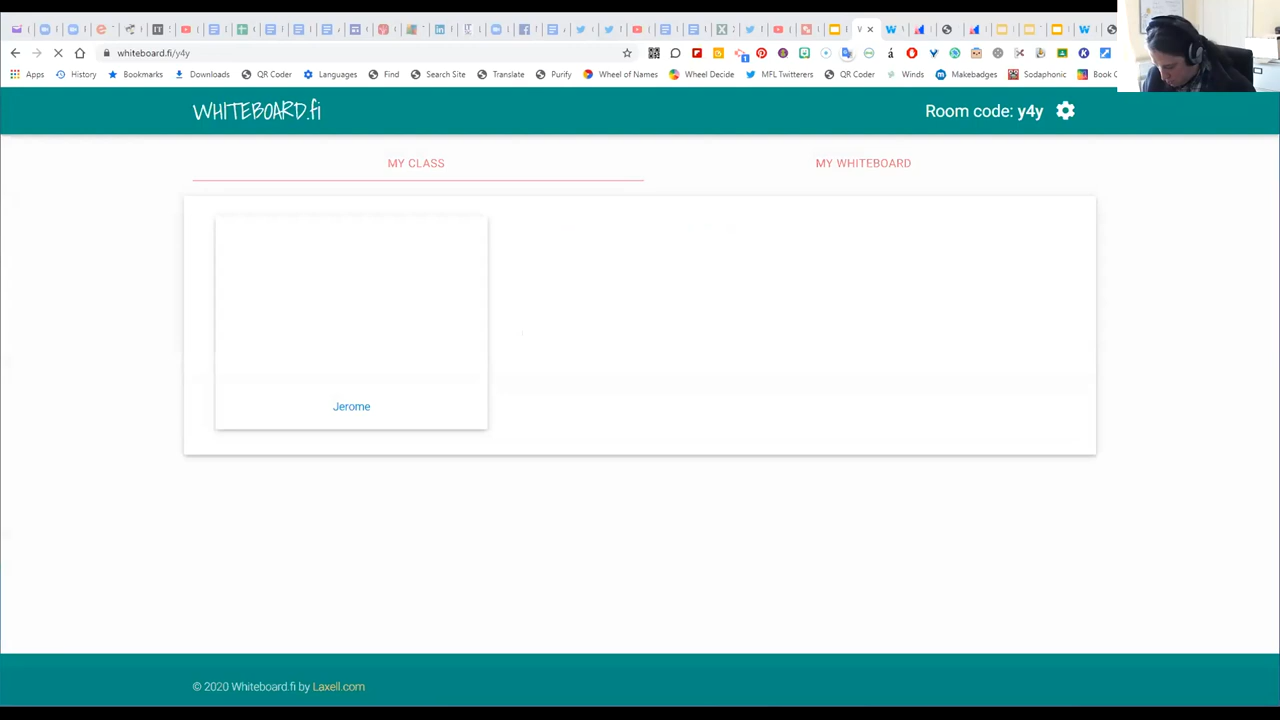 whiteboard.fi/y4y
Apps History Bookmarks Downloads QR Coder Languages Find Search Site Translate Purify Wheel of Names Wheel Decide MFL Twitterers QR Coder Winds Makebadges Sodaphonic Book C
WHITEBOARD.fi
Room code: y4y
MY CLASS MY WHITEBOARD
Jerome
© 2020 Whiteboard.fi by Laxell.com